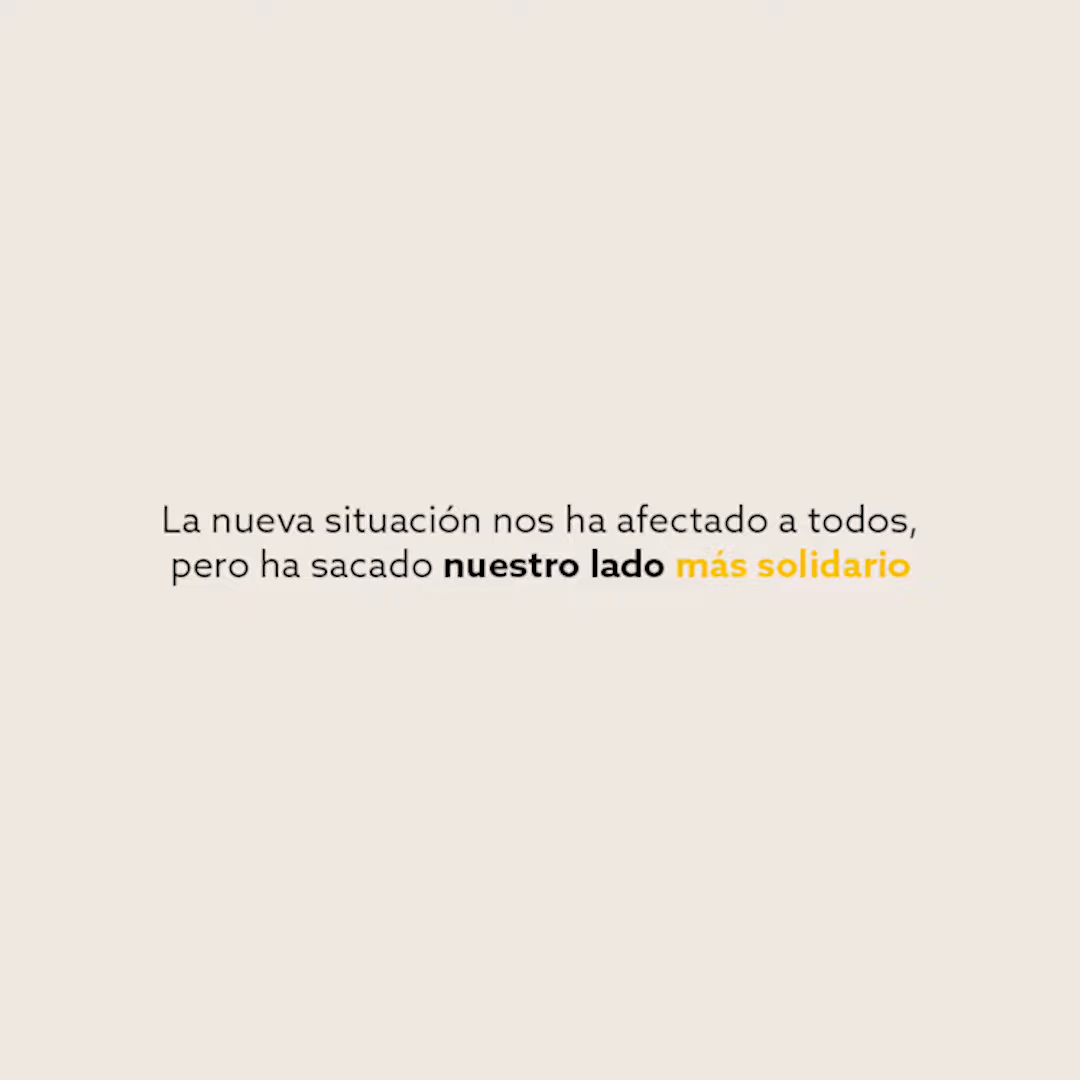 La nueva situación nos ha afectado a todos,
pero ha sacado nuestro lado más solidario